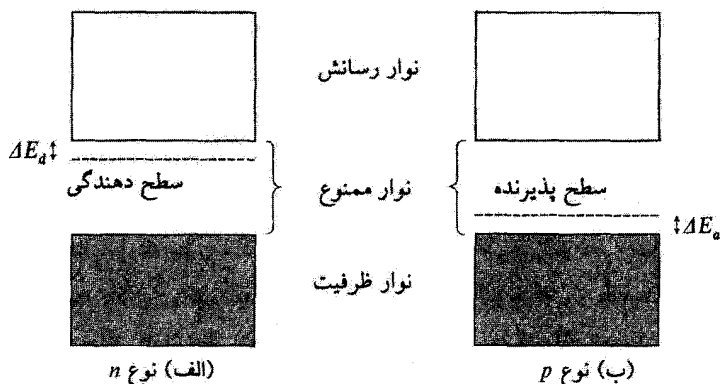 نوار رسانش
ΔE_d
سطح دهندگی
نوار ممنوع
سطح پذیرنده
ΔE_a
نوار ظرفیت
(ب) نوع p
(الف) نوع n